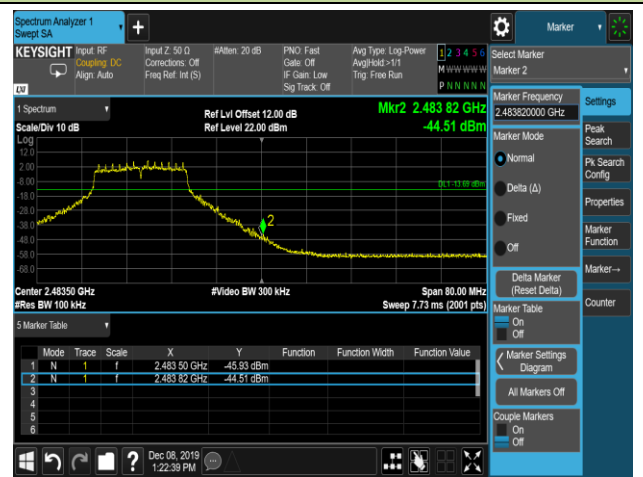 Spectrum Analyzer 1
Swept SA
Marker
KEYSIGHT
Input: RF
Coupling: DC
Align: Auto
Input Z: 50 Ω
Corrections: Off
Freq Ref: Int (S)
#Atten: 20 dB
PNO: Fast
Gate: Off
IF Gain: Low
Sig Track: Off
Avg Type: Log-Power
Avg|Hold:>1/1
Trig: Free Run
1 2 3 4 5 6
M W W W W W
P N N N N N
LXI
1 Spectrum
Scale/Div 10 dB
Ref Lvl Offset 12.00 dB
Ref Level 22.00 dBm
Mkr2 2.483 82 GHz
-44.51 dBm
Log
12.0
2.00
-8.00
-18.0
-28.0
-38.0
-48.0
-58.0
-68.0
DL1 -13.69 dBm
2
Center 2.48350 GHz
#Res BW 100 kHz
#Video BW 300 kHz
Span 80.00 MHz
Sweep 7.73 ms (2001 pts)
5 Marker Table
Mode Trace Scale X Y Function Function Width Function Value
1 N 1 f 2.483 50 GHz -45.93 dBm
2 N 1 f 2.483 82 GHz -44.51 dBm
3
4
5
6
Dec 08, 2019
1:22:39 PM
Select Marker
Marker 2
Marker Frequency
2.483820000 GHz
Marker Mode
Normal
Delta (Δ)
Fixed
Off
Delta Marker
(Reset Delta)
Marker Table
On
Off
Marker Settings
Diagram
All Markers Off
Couple Markers
On
Off
Settings
Peak
Search
Pk Search
Config
Properties
Marker
Function
Marker→
Counter